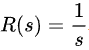 R(s) = 1/s